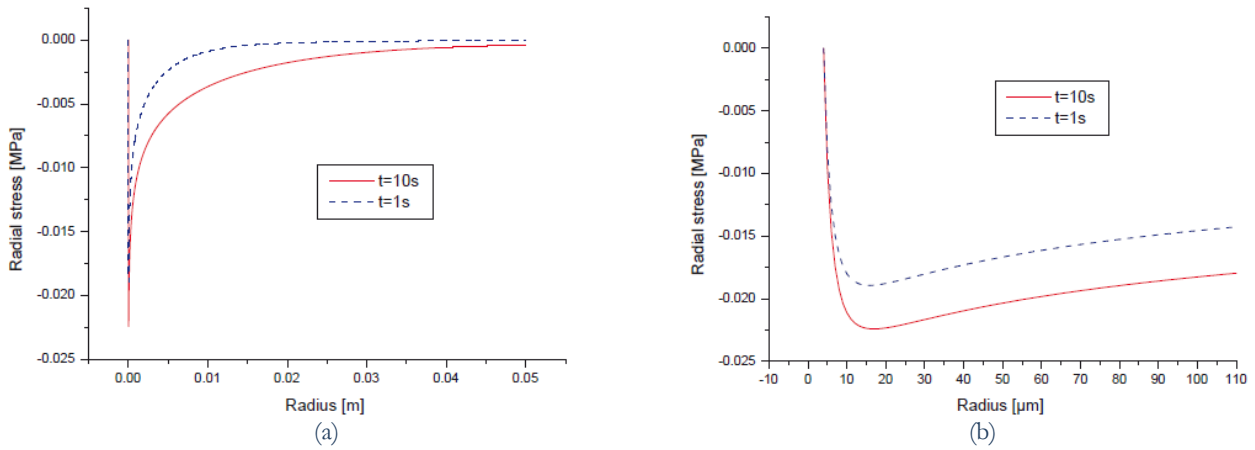 0.000
-0.005
-0.010
-0.015
-0.020
-0.025
Radial stress [MPa]
t=10s
t=1s
0.00 0.01 0.02 0.03 0.04 0.05
Radius [m]
(a)
0.000
-0.005
-0.010
-0.015
-0.020
-0.025
Radial stress [MPa]
t=10s
t=1s
-10 0 10 20 30 40 50 60 70 80 90 100 110
Radius [µm]
(b)